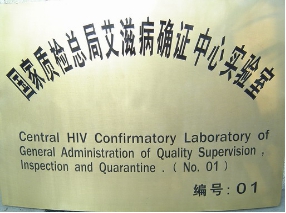 国家质检总局艾滋病确证中心实验室
Central HIV Confirmatory Laboratory of
General Administration of Quality Supervision ,
Inspection and Quarantine . ( No. 01 )
编号: 01